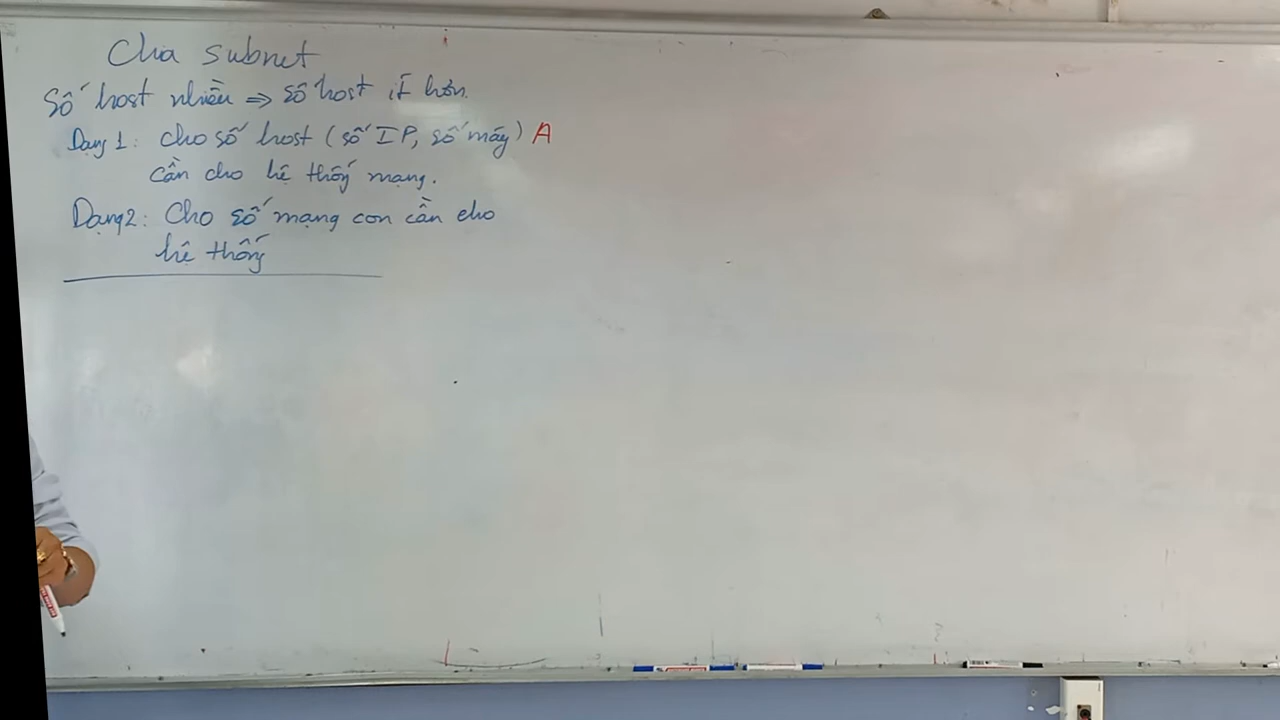 Chia subnet
Số host nhiều => số host ít hơn.
Dạng 1: Cho số host (số IP, số máy) A
cần cho hệ thống mạng.
Dạng 2: Cho số mạng con cần cho
hệ thống